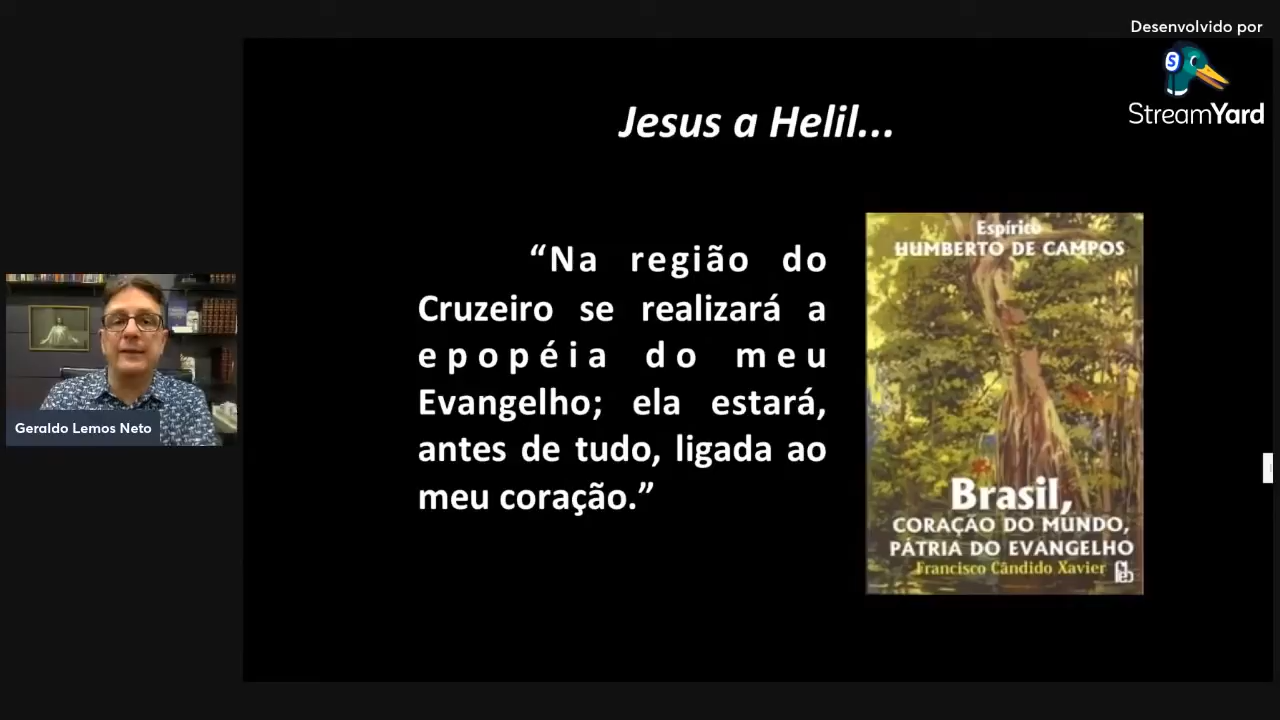 Desenvolvido por
StreamYard
Jesus a Helil...
“Na região do
Cruzeiro se realizará a
epopéia do meu
Evangelho; ela estará,
antes de tudo, ligada ao
meu coração.”
Espírito
HUMBERTO DE CAMPOS
Brasil,
CORAÇÃO DO MUNDO,
PÁTRIA DO EVANGELHO
Francisco Cândido Xavier
feb
Geraldo Lemos Neto